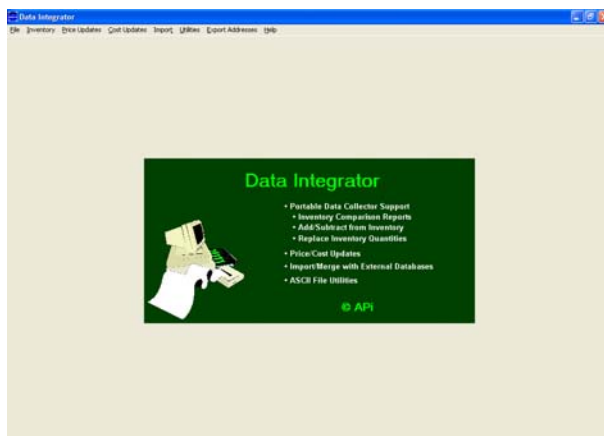 Data Integrator
File Inventory Price Updates Cost Updates Import Utilities Export Addresses Help
Data Integrator
• Portable Data Collector Support
• Inventory Comparison Reports
• Add/Subtract from Inventory
• Replace Inventory Quantities
• Price/Cost Updates
• Import/Merge with External Databases
• ASCII File Utilities
© APi